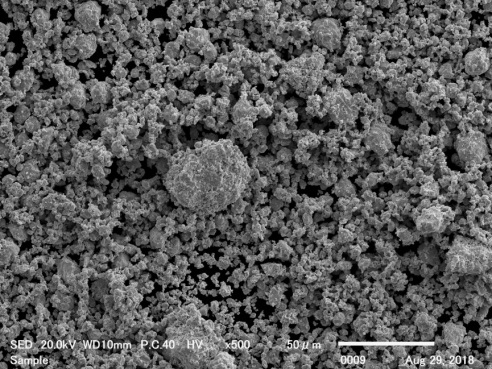 SED 20.0kV WD10mm P.C.40 HV x500 50μm
Sample 0009 Aug 29, 2018